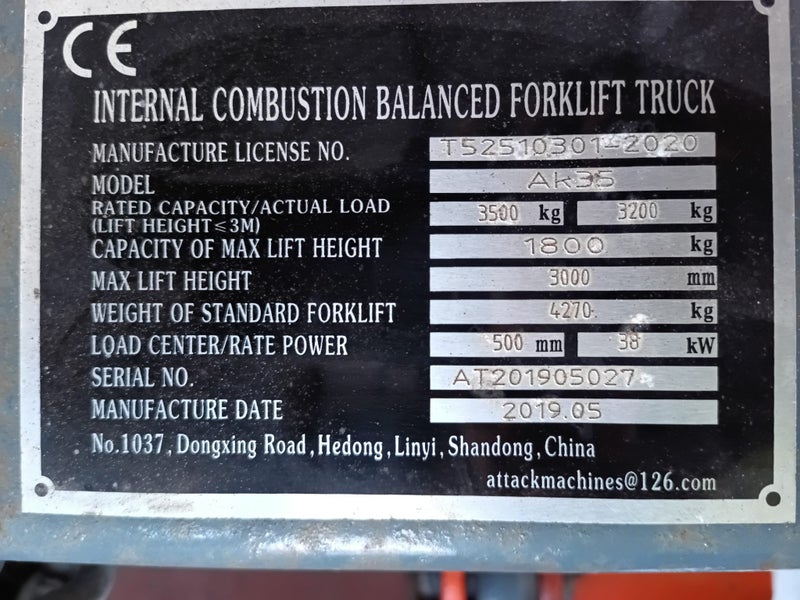 CE
INTERNAL COMBUSTION BALANCED FORKLIFT TRUCK
MANUFACTURE LICENSE NO. TS2510301-2020
MODEL AK35
RATED CAPACITY/ACTUAL LOAD 3500 kg 3200 kg
(LIFT HEIGHT≤3M)
CAPACITY OF MAX LIFT HEIGHT 1800 kg
MAX LIFT HEIGHT 3000 mm
WEIGHT OF STANDARD FORKLIFT 4270 kg
LOAD CENTER/RATE POWER 500 mm 38 kW
SERIAL NO. AT201905027
MANUFACTURE DATE 2019.05
No.1037, Dongxing Road, Hedong, Linyi, Shandong, China
attackmachines@126.com